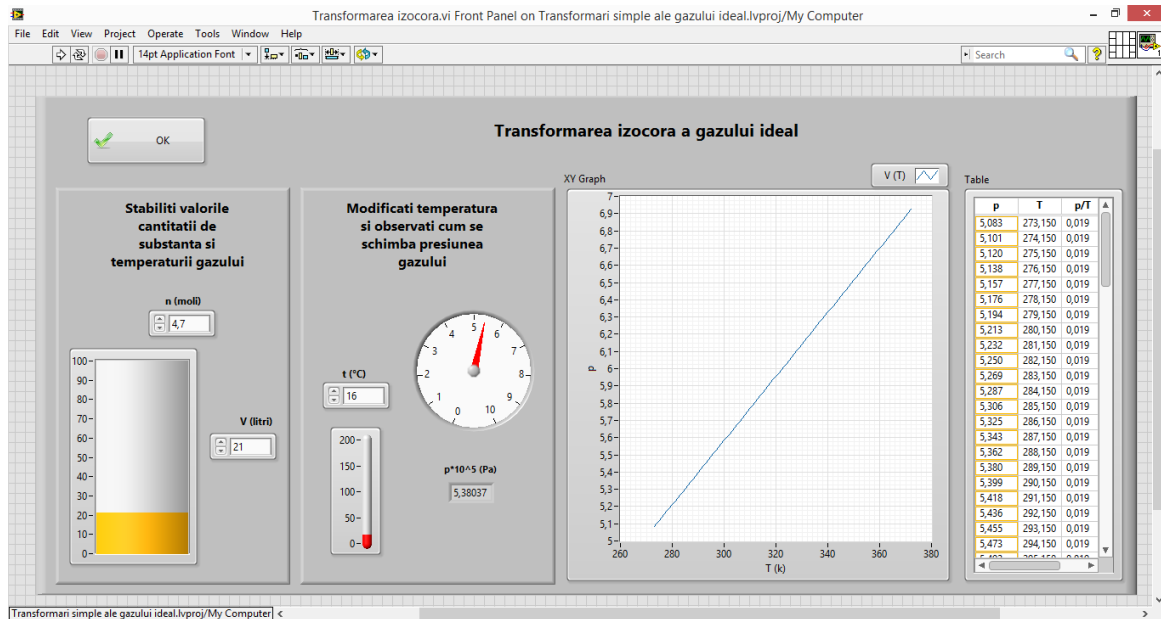 Transformarea izocora.vi Front Panel on Transformari simple ale gazului ideal.lvproj/My Computer
File Edit View Project Operate Tools Window Help
14pt Application Font
Search
OK
Transformarea izocora a gazului ideal
Stabiliti valorile
cantitatii de
substanta si
temperaturii gazului
n (moli)
4,7
100
90
80
70
60
50
40
30
20
10
0
V (litri)
21
Modificati temperatura
si observati cum se
schimba presiunea
gazului
t (°C)
16
200
150
100
50
0
0 1 2 3 4 5 6 7 8 9 10
p*10^5 (Pa)
5,38037
XY Graph
V (T)
p
7
6,9
6,8
6,7
6,6
6,5
6,4
6,3
6,2
6,1
6
5,9
5,8
5,7
5,6
5,5
5,4
5,3
5,2
5,1
5
260 280 300 320 340 360 380
T (k)
Table
p T p/T
5,083 273,150 0,019
5,101 274,150 0,019
5,120 275,150 0,019
5,138 276,150 0,019
5,157 277,150 0,019
5,176 278,150 0,019
5,194 279,150 0,019
5,213 280,150 0,019
5,232 281,150 0,019
5,250 282,150 0,019
5,269 283,150 0,019
5,287 284,150 0,019
5,306 285,150 0,019
5,325 286,150 0,019
5,343 287,150 0,019
5,362 288,150 0,019
5,380 289,150 0,019
5,399 290,150 0,019
5,418 291,150 0,019
5,436 292,150 0,019
5,455 293,150 0,019
5,473 294,150 0,019
Transformari simple ale gazului ideal.lvproj/My Computer